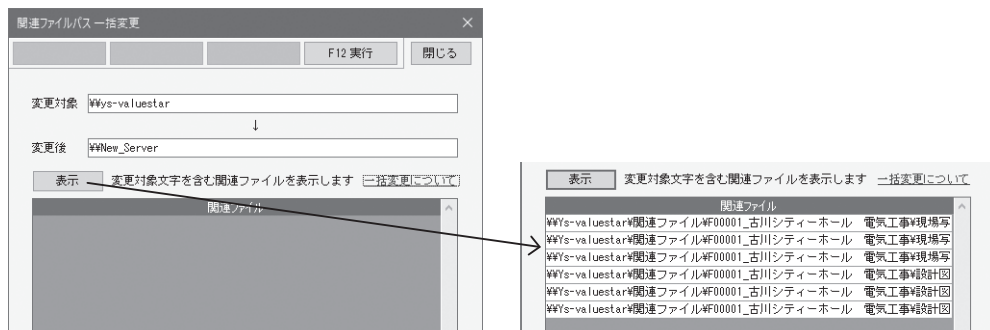 関連ファイルパス 一括変更
F12 実行
閉じる
変更対象 ¥¥ys-valuestar
↓
変更後 ¥¥New_Server
表示 変更対象文字を含む関連ファイルを表示します 一括変更について
関連ファイル
表示 変更対象文字を含む関連ファイルを表示します 一括変更について
関連ファイル
¥¥Ys-valuestar¥関連ファイル¥F00001_古川シティーホール 電気工事¥現場写
¥¥Ys-valuestar¥関連ファイル¥F00001_古川シティーホール 電気工事¥現場写
¥¥Ys-valuestar¥関連ファイル¥F00001_古川シティーホール 電気工事¥現場写
¥¥Ys-valuestar¥関連ファイル¥F00001_古川シティーホール 電気工事¥設計図
¥¥Ys-valuestar¥関連ファイル¥F00001_古川シティーホール 電気工事¥設計図
¥¥Ys-valuestar¥関連ファイル¥F00001_古川シティーホール 電気工事¥設計図